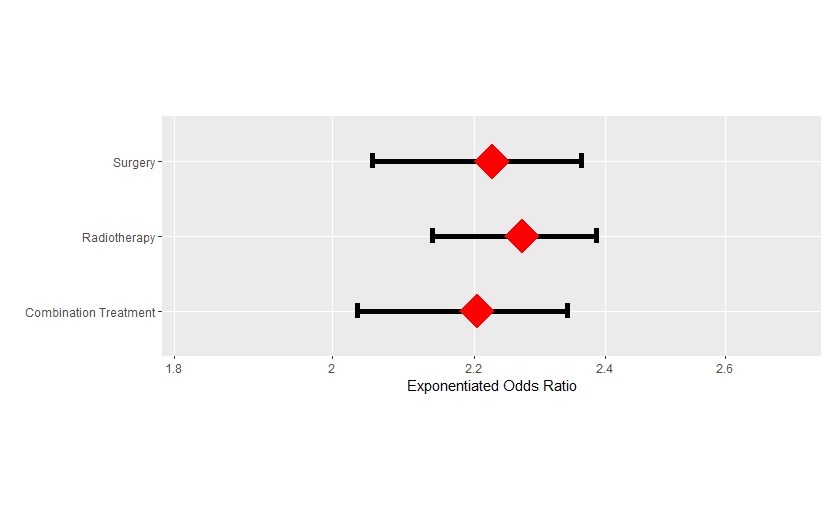 Surgery
Radiotherapy
Combination Treatment
1.8 2 2.2 2.4 2.6
Exponentiated Odds Ratio